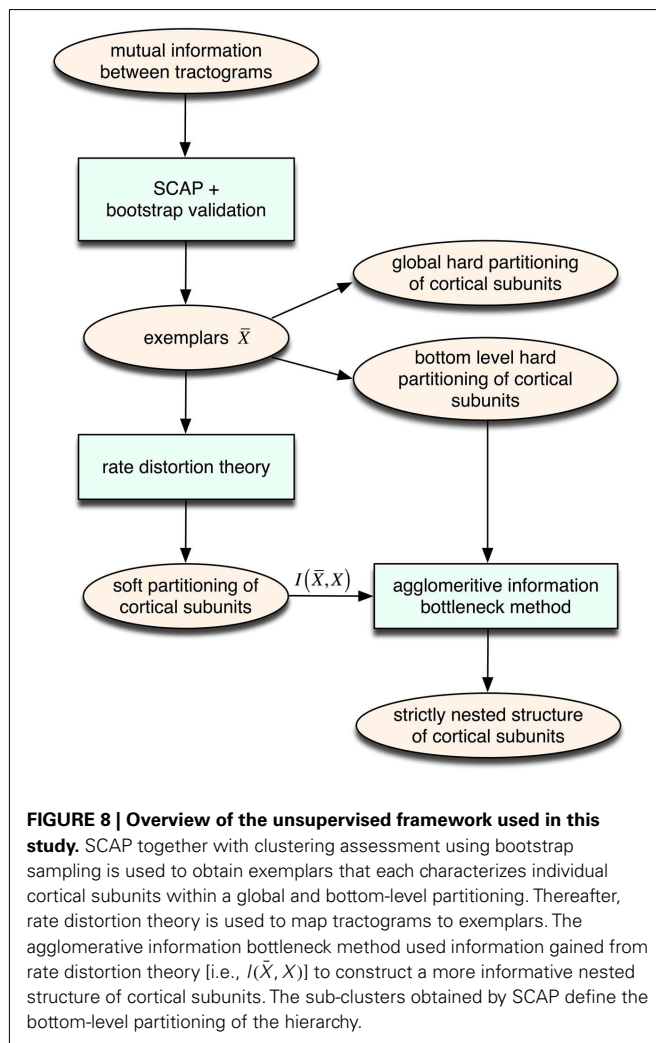 mutual information
between tractograms
SCAP +
bootstrap validation
global hard partitioning
of cortical subunits
exemplars X̄
bottom level hard
partitioning of cortical
subunits
rate distortion theory
soft partitioning of
cortical subunits
I(X̄,X)
agglomeritive information
bottleneck method
strictly nested structure
of cortical subunits
FIGURE 8 | Overview of the unsupervised framework used in this
study. SCAP together with clustering assessment using bootstrap
sampling is used to obtain exemplars that each characterizes individual
cortical subunits within a global and bottom-level partitioning. Thereafter,
rate distortion theory is used to map tractograms to exemplars. The
agglomerative information bottleneck method used information gained from
rate distortion theory [i.e., I(X̄, X)] to construct a more informative nested
structure of cortical subunits. The sub-clusters obtained by SCAP define the
bottom-level partitioning of the hierarchy.